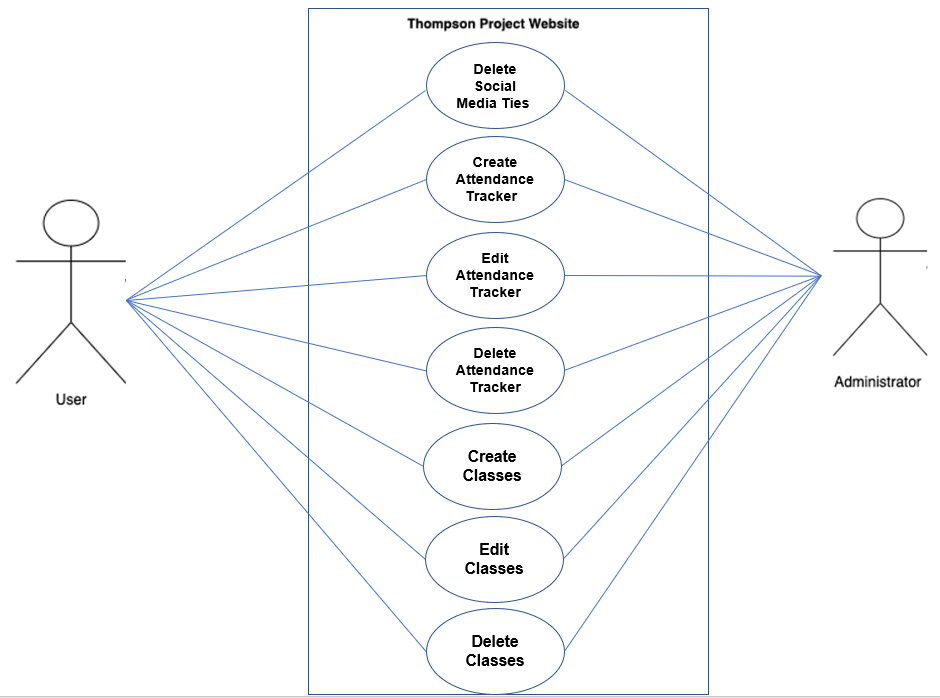 Thompson Project Website
Delete
Social
Media Ties
Create
Attendance
Tracker
Edit
Attendance
Tracker
Delete
Attendance
Tracker
Create
Classes
Edit
Classes
Delete
Classes
User
Administrator